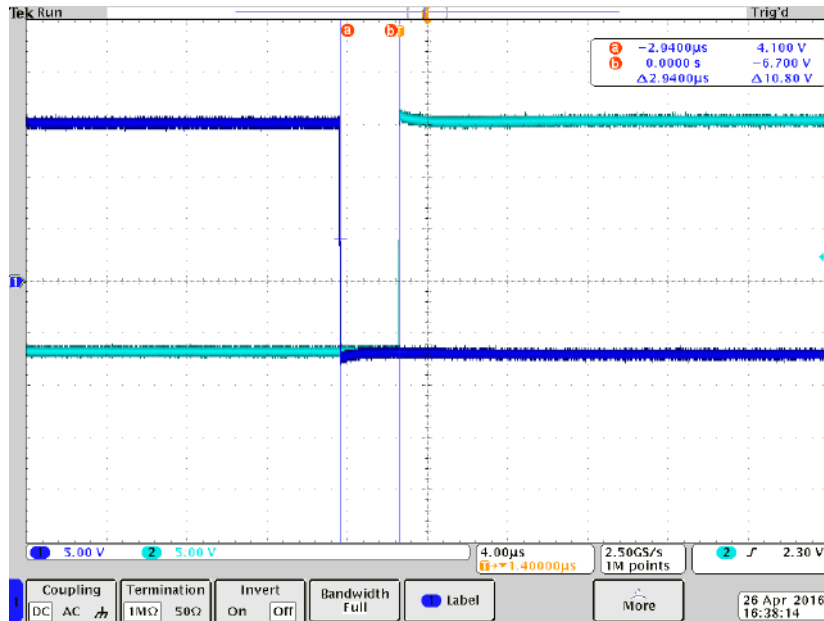 Tek Run Trig'd
a b T
a −2.9400µs 4.100 V
b 0.0000 s −6.700 V
Δ2.9400µs Δ10.80 V
1
1 5.00 V 2 5.00 V
4.00µs
T→▾1.40000µs
2.50GS/s
1M points
2 2.30 V
1
Coupling
DC AC
Termination
1MΩ 50Ω
Invert
On Off
Bandwidth
Full
1 Label
More
26 Apr 2016
16:38:14